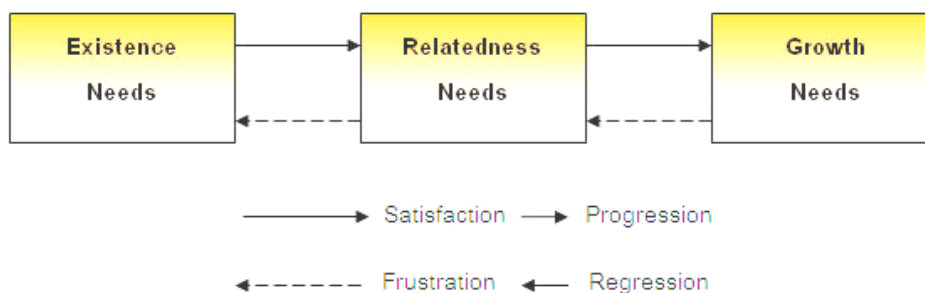 Existence Needs
Relatedness Needs
Growth Needs
Satisfaction Progression
Frustration Regression